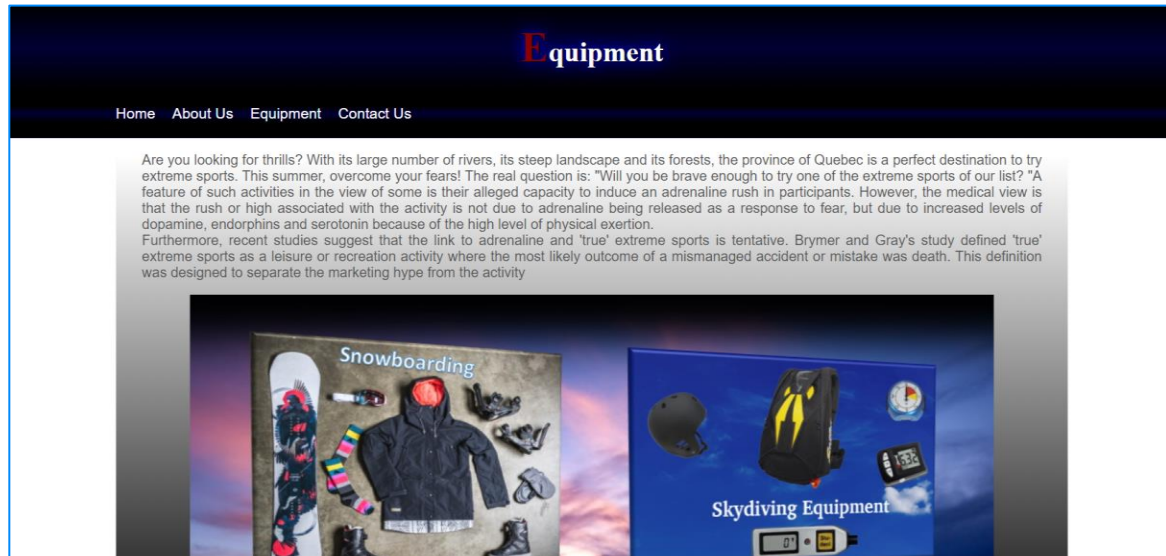 Equipment
Home About Us Equipment Contact Us
Are you looking for thrills? With its large number of rivers, its steep landscape and its forests, the province of Quebec is a perfect destination to try
extreme sports. This summer, overcome your fears! The real question is: "Will you be brave enough to try one of the extreme sports of our list? "A
feature of such activities in the view of some is their alleged capacity to induce an adrenaline rush in participants. However, the medical view is
that the rush or high associated with the activity is not due to adrenaline being released as a response to fear, but due to increased levels of
dopamine, endorphins and serotonin because of the high level of physical exertion.
Furthermore, recent studies suggest that the link to adrenaline and 'true' extreme sports is tentative. Brymer and Gray's study defined 'true'
extreme sports as a leisure or recreation activity where the most likely outcome of a mismanaged accident or mistake was death. This definition
was designed to separate the marketing hype from the activity
Snowboarding
Skydiving Equipment